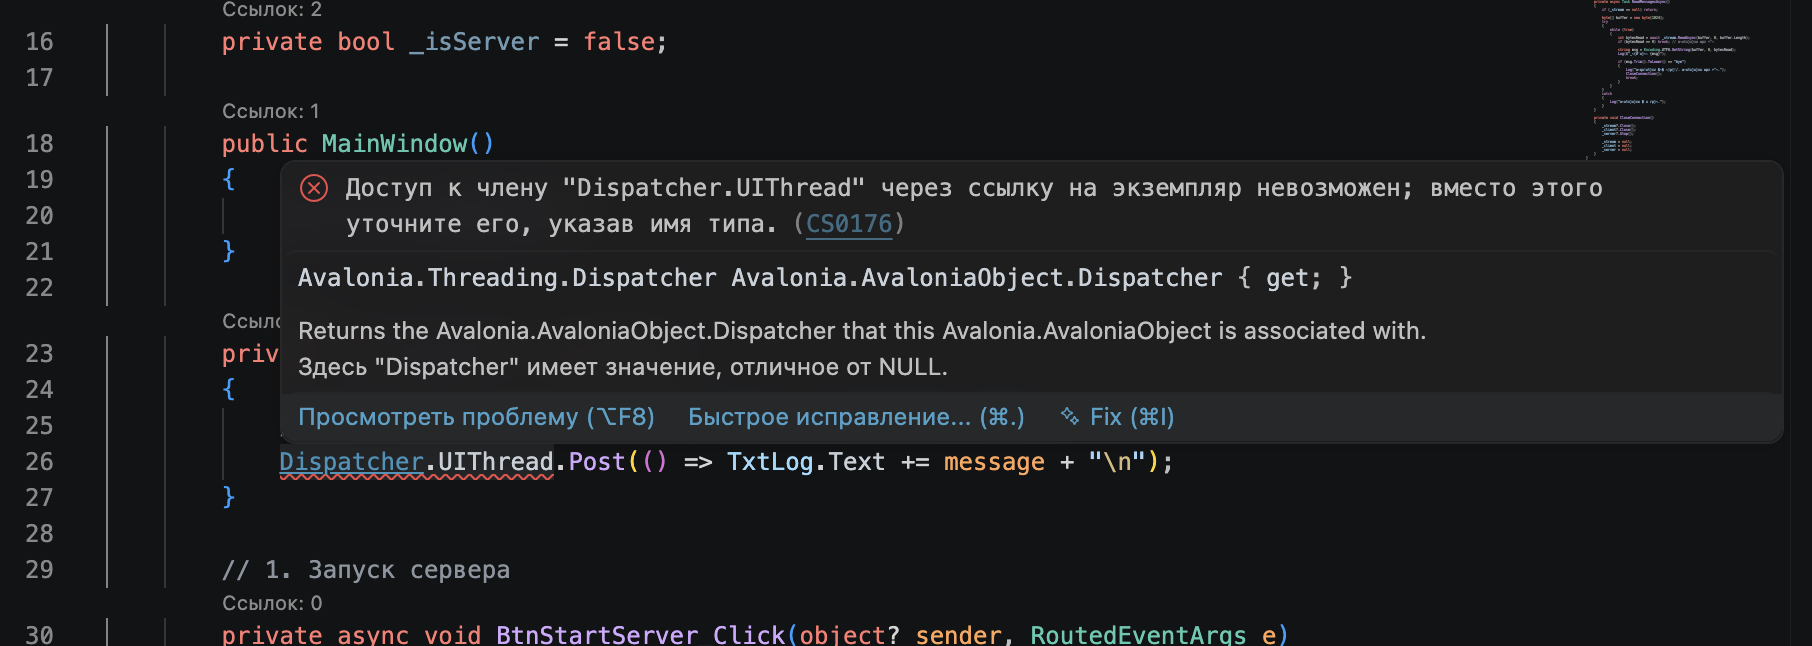 Ссылок: 2
16 private bool _isServer = false;
17
Ссылок: 1
18 public MainWindow()
19 {
20
21 }
22
Доступ к члену "Dispatcher.UIThread" через ссылку на экземпляр невозможен; вместо этого
уточните его, указав имя типа. (CS0176)
Avalonia.Threading.Dispatcher Avalonia.AvaloniaObject.Dispatcher { get; }
Returns the Avalonia.AvaloniaObject.Dispatcher that this Avalonia.AvaloniaObject is associated with.
Здесь "Dispatcher" имеет значение, отличное от NULL.
Просмотреть проблему (⌥F8) Быстрое исправление... (⌘.) Fix (⌘I)
23 priv
24 {
25
26 Dispatcher.UIThread.Post(() => TxtLog.Text += message + "\n");
27 }
28
29 // 1. Запуск сервера
Ссылок: 0
30 private async void BtnStartServer_Click(object? sender, RoutedEventArgs e)